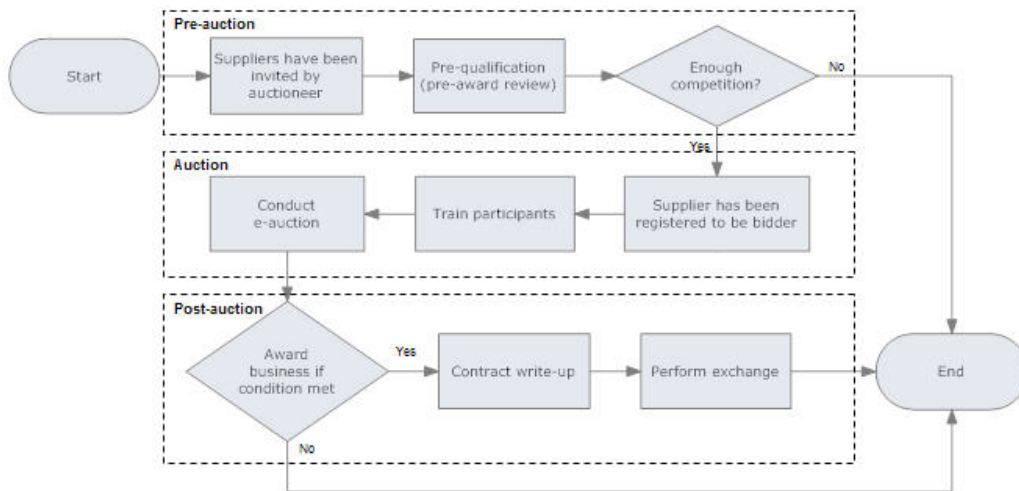 Pre-auction
Start
Suppliers have been
invited by
auctioneer
Pre-qualification
(pre-award review)
Enough
competition?
No
Yes
Auction
Conduct
e-auction
Train participants
Supplier has been
registered to be bidder
Post-auction
Award
business if
condition met
Yes
Contract write-up
Perform exchange
End
No